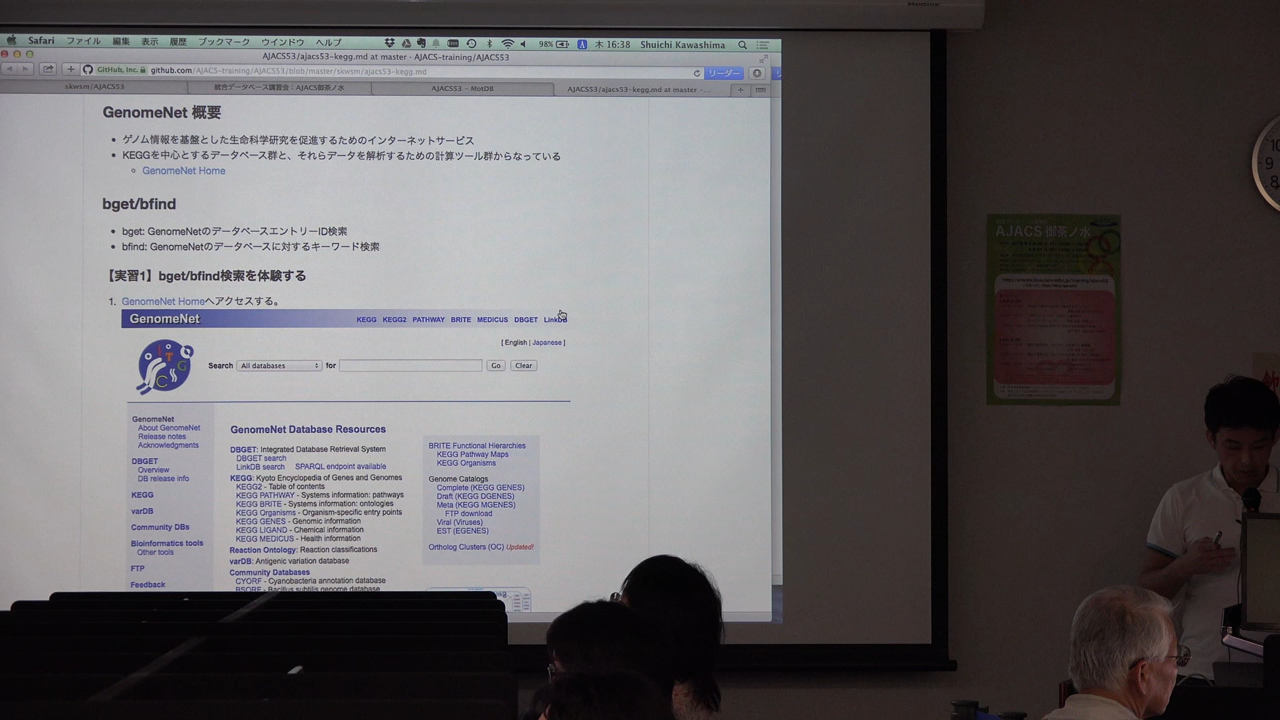 Safari ファイル 編集 表示 履歴 ブックマーク ウインドウ ヘルプ 98% A 木 16:38 Shuichi Kawashima
AJACS53/ajacs53-kegg.md at master · AJACS-training/AJACS53
GitHub, Inc. github.com/AJACS-training/AJACS53/blob/master/skwsm/ajacs53-kegg.md リーダー
skwsm/AJACS53 統合データベース講習会：AJACS御茶ノ水 AJACS53 - MotDB AJACS53/ajacs53-kegg.md at master -...
GenomeNet 概要
ゲノム情報を基盤とした生命科学研究を促進するためのインターネットサービス
KEGGを中心とするデータベース群と、それらデータを解析するための計算ツール群からなっている
GenomeNet Home
bget/bfind
bget: GenomeNetのデータベースエントリーID検索
bfind: GenomeNetのデータベースに対するキーワード検索
【実習1】bget/bfind検索を体験する
1. GenomeNet Homeへアクセスする。
GenomeNet KEGG KEGG2 PATHWAY BRITE MEDICUS DBGET LinkDB
[ English | Japanese ]
Search All databases for Go Clear
GenomeNet
About GenomeNet
Release notes
Acknowledgments
DBGET
Overview
DB release info
KEGG
varDB
Community DBs
Bioinformatics tools
Other tools
FTP
Feedback
GenomeNet Database Resources
DBGET: Integrated Database Retrieval System
DBGET search
LinkDB search SPARQL endpoint available
KEGG: Kyoto Encyclopedia of Genes and Genomes
KEGG2 - Table of contents
KEGG PATHWAY - Systems information: pathways
KEGG BRITE - Systems information: ontologies
KEGG Organisms - Organism-specific entry points
KEGG GENES - Genomic information
KEGG LIGAND - Chemical information
KEGG MEDICUS - Health information
Reaction Ontology: Reaction classifications
varDB: Antigenic variation database
Community Databases
CYORF - Cyanobacteria annotation database
BSORF - Bacillus subtilis genome database
BRITE Functional Hierarchies
KEGG Pathway Maps
KEGG Organisms
Genome Catalogs
Complete (KEGG GENES)
Draft (KEGG DGENES)
Meta (KEGG MGENES)
FTP download
Viral (Viruses)
EST (EGENES)
Ortholog Clusters (OC) Updated!
AJACS 御茶ノ水
10
9
8